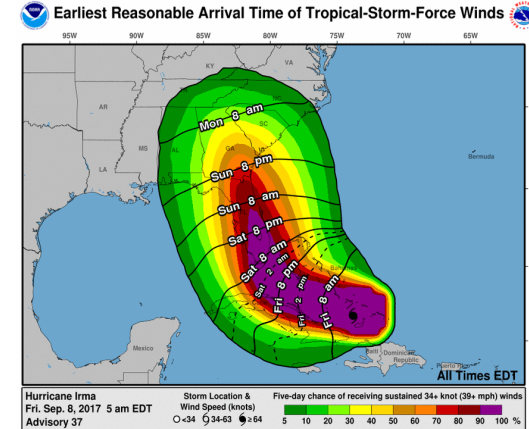 Earliest Reasonable Arrival Time of Tropical-Storm-Force Winds
95W 90W 85W 80W 75W 70W 65W
KY VA
AR
Mon 8 am
SC
MS AL GA
Bermuda
LA
Sun 8 pm
Sun 8 am
Sat 8 pm
Sat 8 am
Sat 2 am
Fri 8 pm
Fri 2 pm
Fri 8 am
Bahamas
Mexico
Haiti Dominican
Republic
Puerto Rico
All Times EDT
Hurricane Irma
Fri. Sep. 8, 2017 5 am EDT
Advisory 37
Storm Location &
Wind Speed (knots)
<34 34-63 ≥64
Five-day chance of receiving sustained 34+ knot (39+ mph) winds
5 10 20 30 40 50 60 70 80 90 100 %